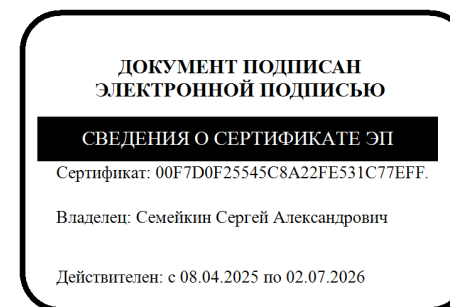 ДОКУМЕНТ ПОДПИСАН
ЭЛЕКТРОННОЙ ПОДПИСЬЮ
СВЕДЕНИЯ О СЕРТИФИКАТЕ ЭП
Сертификат: 00F7D0F25545C8A22FE531C77EFF.
Владелец: Семейкин Сергей Александрович
Действителен: с 08.04.2025 по 02.07.2026